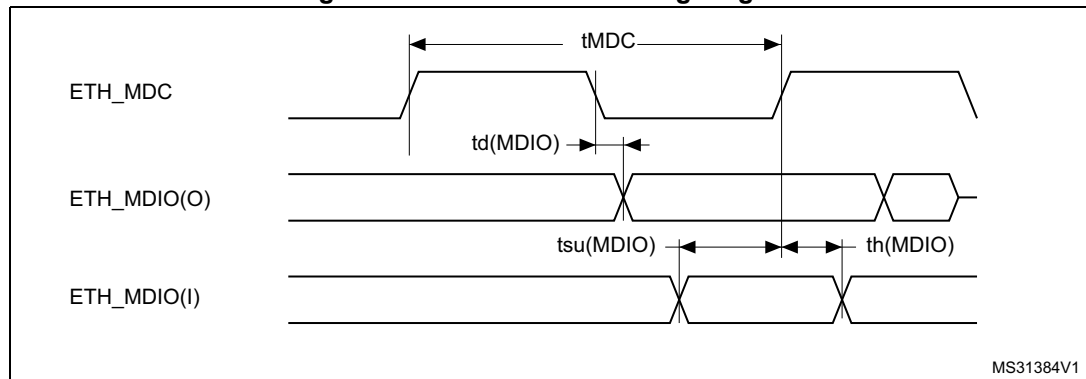 tMDC
ETH_MDC
td(MDIO)
ETH_MDIO(O)
tsu(MDIO)
th(MDIO)
ETH_MDIO(I)
MS31384V1